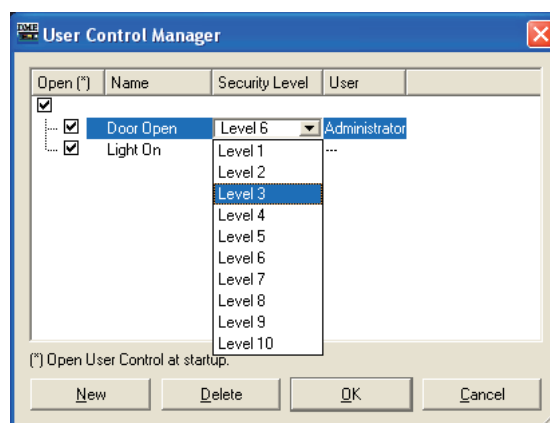 User Control Manager
Open (*) Name Security Level User
Door Open Level 6 Administrator
Light On ---
Level 1
Level 2
Level 3
Level 4
Level 5
Level 6
Level 7
Level 8
Level 9
Level 10
(*) Open User Control at startup.
New Delete OK Cancel